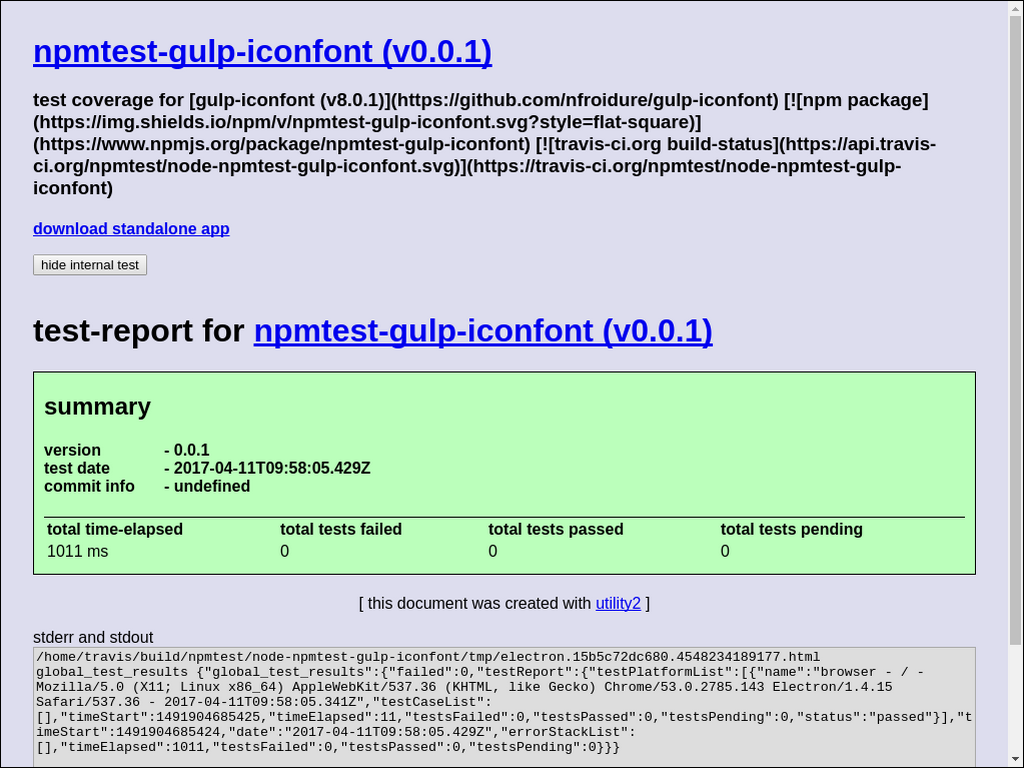 npmtest-gulp-iconfont (v0.0.1)
test coverage for [gulp-iconfont (v8.0.1)](https://github.com/nfroidure/gulp-iconfont) [![npm package]
(https://img.shields.io/npm/v/npmtest-gulp-iconfont.svg?style=flat-square)]
(https://www.npmjs.org/package/npmtest-gulp-iconfont) [![travis-ci.org build-status](https://api.travis-
ci.org/npmtest/node-npmtest-gulp-iconfont.svg)](https://travis-ci.org/npmtest/node-npmtest-gulp-
iconfont)
download standalone app
hide internal test
test-report for npmtest-gulp-iconfont (v0.0.1)
summary
version - 0.0.1
test date - 2017-04-11T09:58:05.429Z
commit info - undefined
total time-elapsed total tests failed total tests passed total tests pending
1011 ms 0 0 0
[ this document was created with utility2 ]
stderr and stdout
/home/travis/build/npmtest/node-npmtest-gulp-iconfont/tmp/electron.15b5c72dc680.4548234189177.html
global_test_results {"global_test_results":{"failed":0,"testReport":{"testPlatformList":[{"name":"browser - / -
Mozilla/5.0 (X11; Linux x86_64) AppleWebKit/537.36 (KHTML, like Gecko) Chrome/53.0.2785.143 Electron/1.4.15
Safari/537.36 - 2017-04-11T09:58:05.341Z","testCaseList":
[],"timeStart":1491904685425,"timeElapsed":11,"testsFailed":0,"testsPassed":0,"testsPending":0,"status":"passed"}],"t
imeStart":1491904685424,"date":"2017-04-11T09:58:05.429Z","errorStackList":
[],"timeElapsed":1011,"testsFailed":0,"testsPassed":0,"testsPending":0}}}